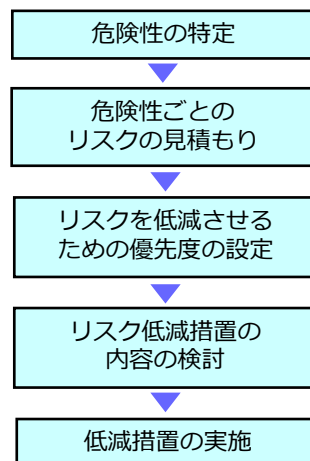 危険性の特定
危険性ごとの
リスクの見積もり
リスクを低減させる
ための優先度の設定
リスク低減措置の
内容の検討
低減措置の実施